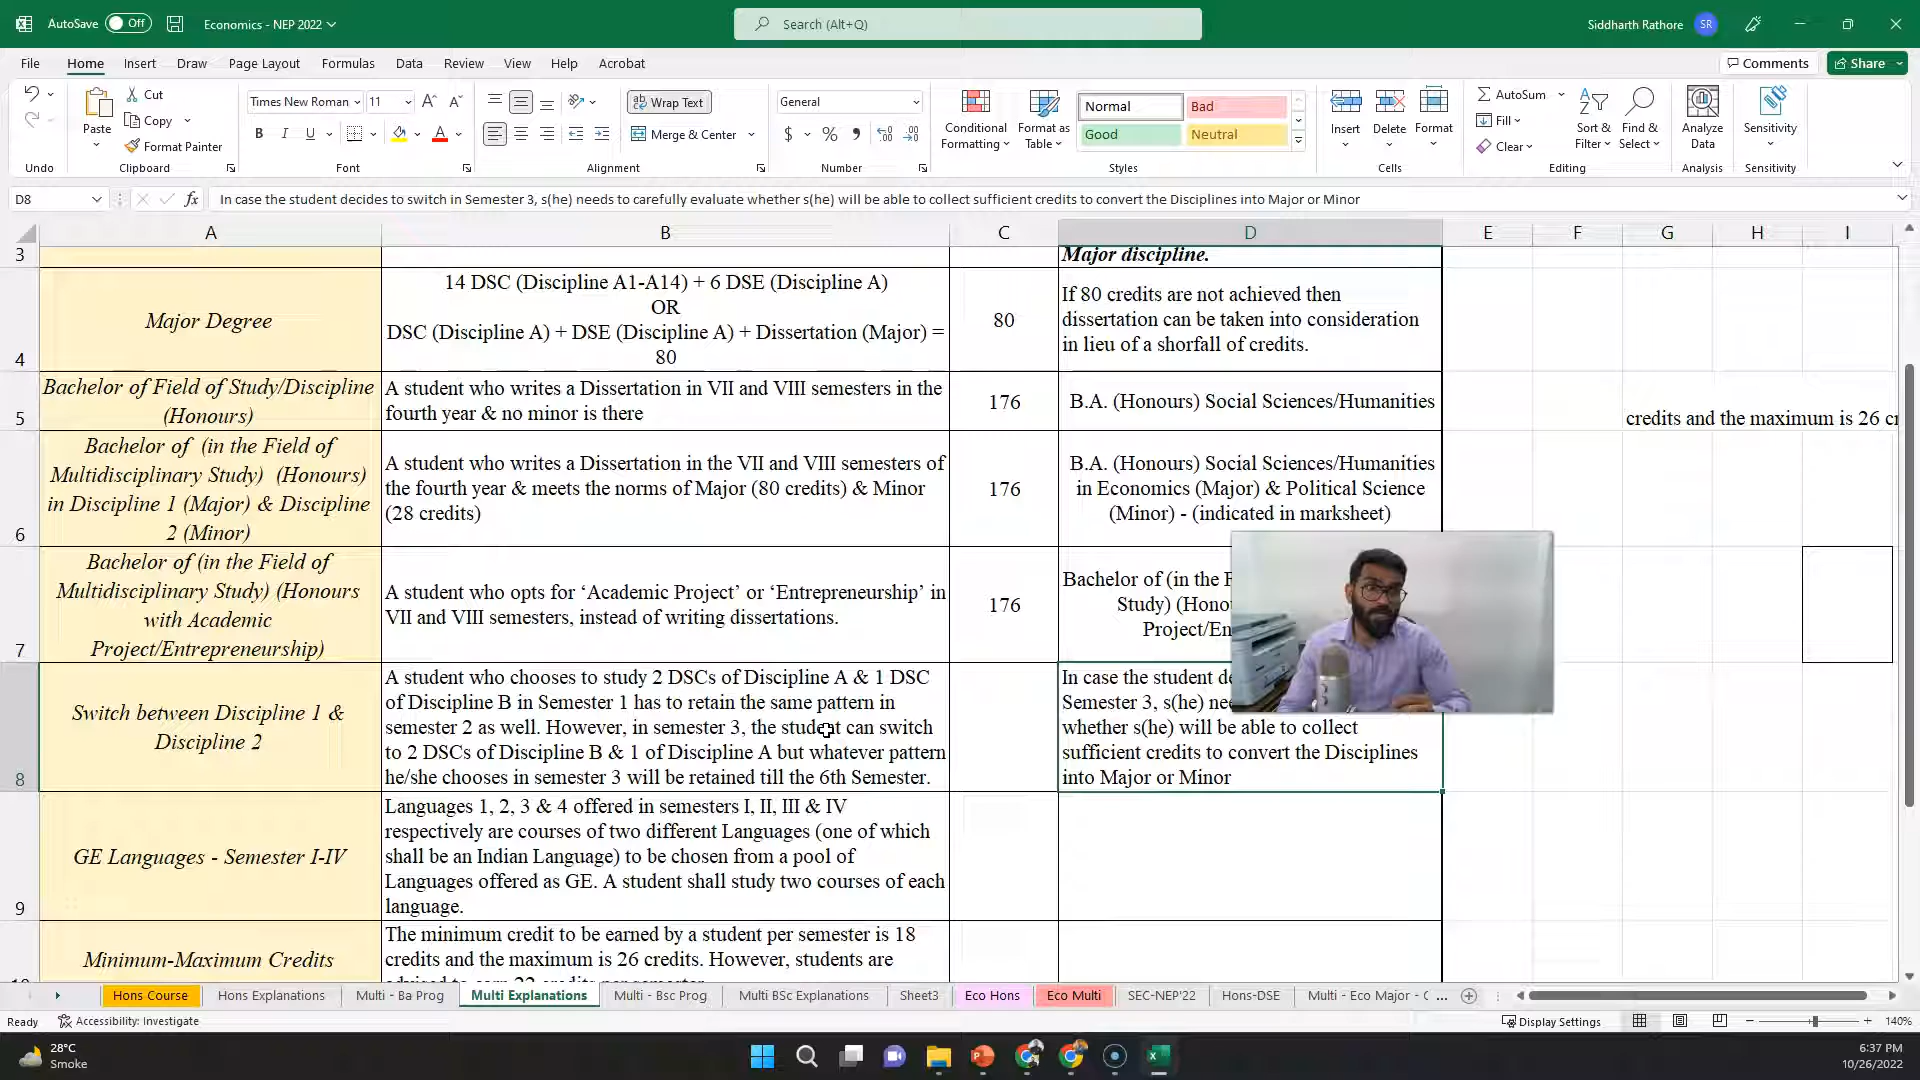 AutoSave Off Economics - NEP 2022 Search (Alt+Q) Siddharth Rathore SR
File Home Insert Draw Page Layout Formulas Data Review View Help Acrobat Comments Share
Paste Cut Times New Roman 11 Wrap Text General Conditional Formatting Format as Table Normal Bad Insert Delete Format AutoSum Sort & Filter Find & Select Analyze Data Sensitivity
Copy B I U Merge & Center $ % Good Neutral Fill
Format Painter Clear
Undo Clipboard Font Alignment Number Styles Cells Editing Analysis Sensitivity
D8 fx In case the student decides to switch in Semester 3, s(he) needs to carefully evaluate whether s(he) will be able to collect sufficient credits to convert the Disciplines into Major or Minor
A B C D E F G H I
3 Major discipline.
4
Major Degree
14 DSC (Discipline A1-A14) + 6 DSE (Discipline A)
OR
DSC (Discipline A) + DSE (Discipline A) + Dissertation (Major) =
80
80
If 80 credits are not achieved then
dissertation can be taken into consideration
in lieu of a shorfall of credits.
5
Bachelor of Field of Study/Discipline
(Honours)
A student who writes a Dissertation in VII and VIII semesters in the
fourth year & no minor is there
176
B.A. (Honours) Social Sciences/Humanities
credits and the maximum is 26 cr
6
Bachelor of (in the Field of
Multidisciplinary Study) (Honours)
in Discipline 1 (Major) & Discipline
2 (Minor)
A student who writes a Dissertation in the VII and VIII semesters of
the fourth year & meets the norms of Major (80 credits) & Minor
(28 credits)
176
B.A. (Honours) Social Sciences/Humanities
in Economics (Major) & Political Science
(Minor) - (indicated in marksheet)
7
Bachelor of (in the Field of
Multidisciplinary Study) (Honours
with Academic
Project/Entrepreneurship)
A student who opts for ‘Academic Project’ or ‘Entrepreneurship’ in
VII and VIII semesters, instead of writing dissertations.
176
Bachelor of (in the F
Study) (Hono
Project/En
8
Switch between Discipline 1 &
Discipline 2
A student who chooses to study 2 DSCs of Discipline A & 1 DSC
of Discipline B in Semester 1 has to retain the same pattern in
semester 2 as well. However, in semester 3, the student can switch
to 2 DSCs of Discipline B & 1 of Discipline A but whatever pattern
he/she chooses in semester 3 will be retained till the 6th Semester.
In case the student de
Semester 3, s(he) nee
whether s(he) will be able to collect
sufficient credits to convert the Disciplines
into Major or Minor
9
GE Languages - Semester I-IV
Languages 1, 2, 3 & 4 offered in semesters I, II, III & IV
respectively are courses of two different Languages (one of which
shall be an Indian Language) to be chosen from a pool of
Languages offered as GE. A student shall study two courses of each
language.
Minimum-Maximum Credits
The minimum credit to be earned by a student per semester is 18
credits and the maximum is 26 credits. However, students are
Hons Course Hons Explanations Multi - Ba Prog Multi Explanations Multi - Bsc Prog Multi BSc Explanations Sheet3 Eco Hons Eco Multi SEC-NEP'22 Hons-DSE Multi - Eco Major - ...
Ready Accessibility: Investigate Display Settings 140%
28°C
Smoke
6:37 PM
10/26/2022